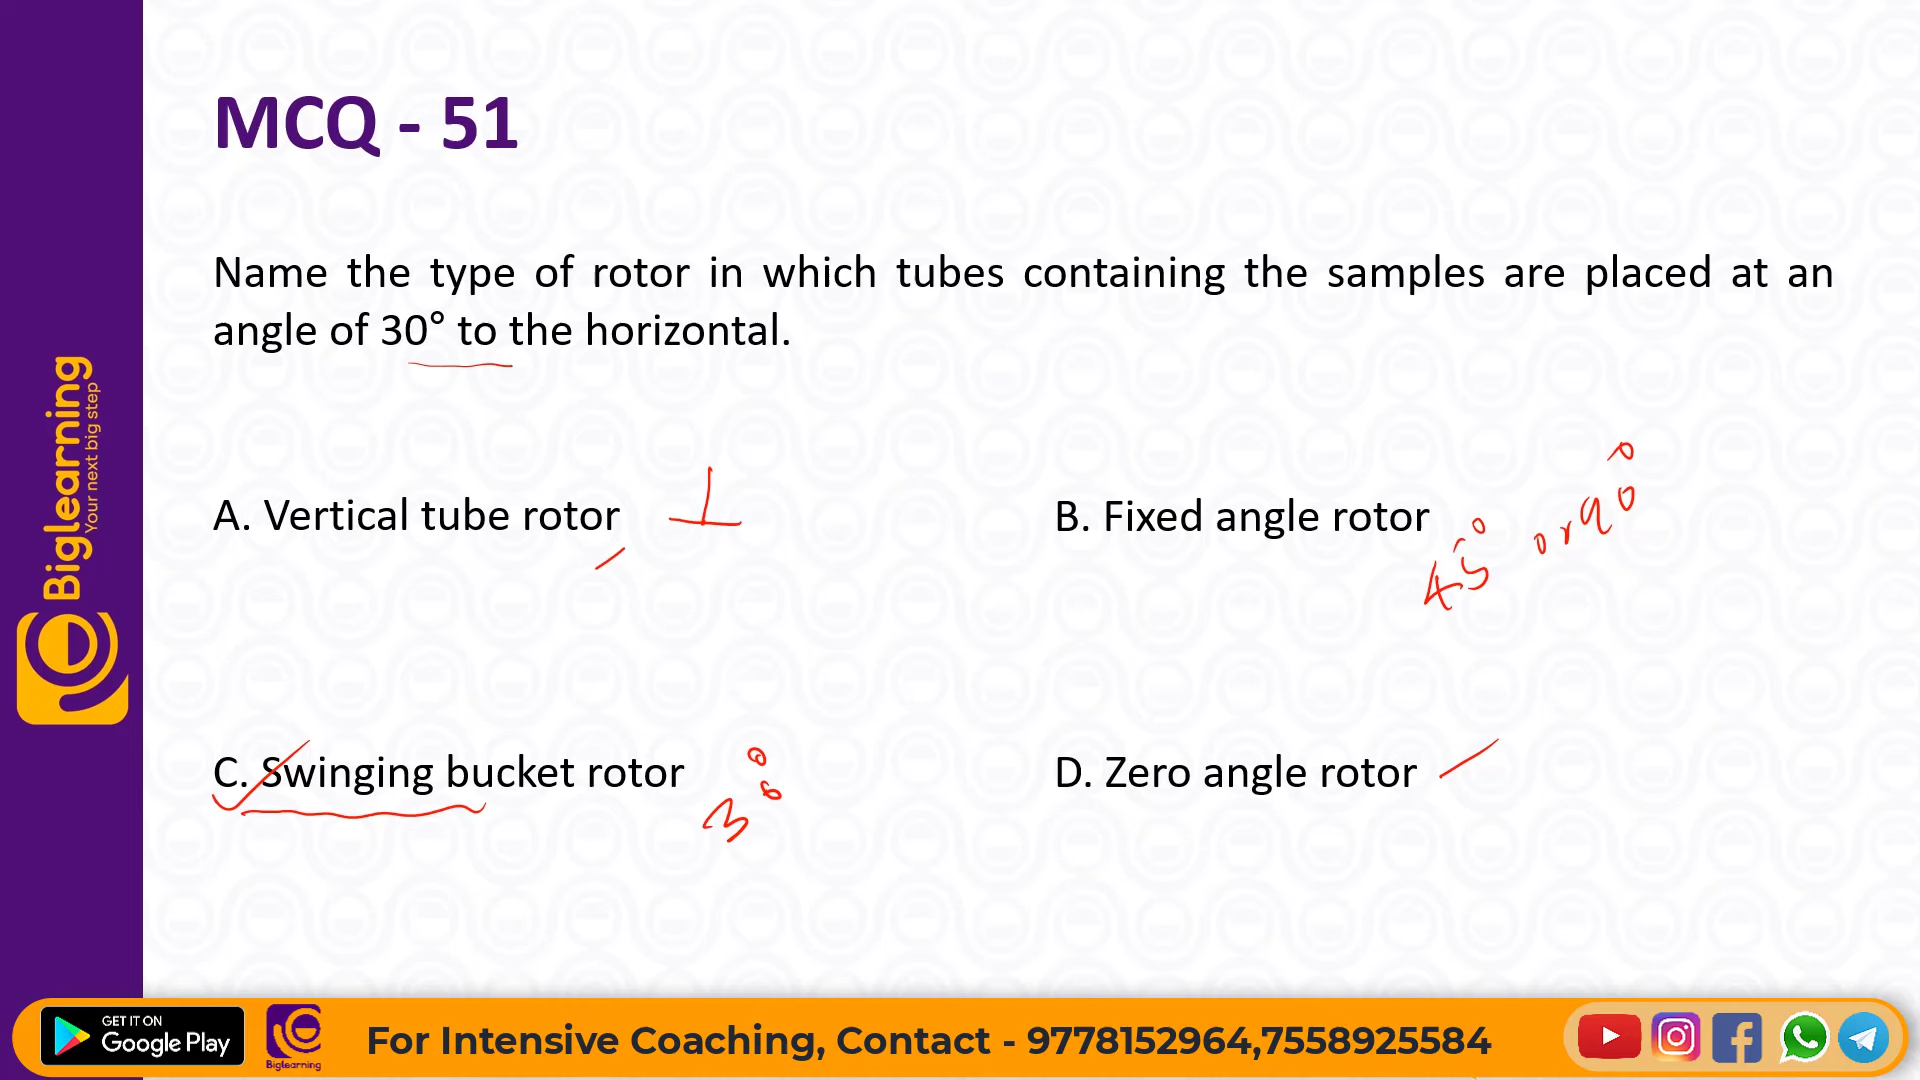 MCQ - 51
Name the type of rotor in which tubes containing the samples are placed at an
angle of 30° to the horizontal.
A. Vertical tube rotor
B. Fixed angle rotor
45° or 90°
C. Swinging bucket rotor
30°
D. Zero angle rotor
Biglearning
Your next big step
GET IT ON
Google Play
Biglearning
For Intensive Coaching, Contact - 9778152964,7558925584